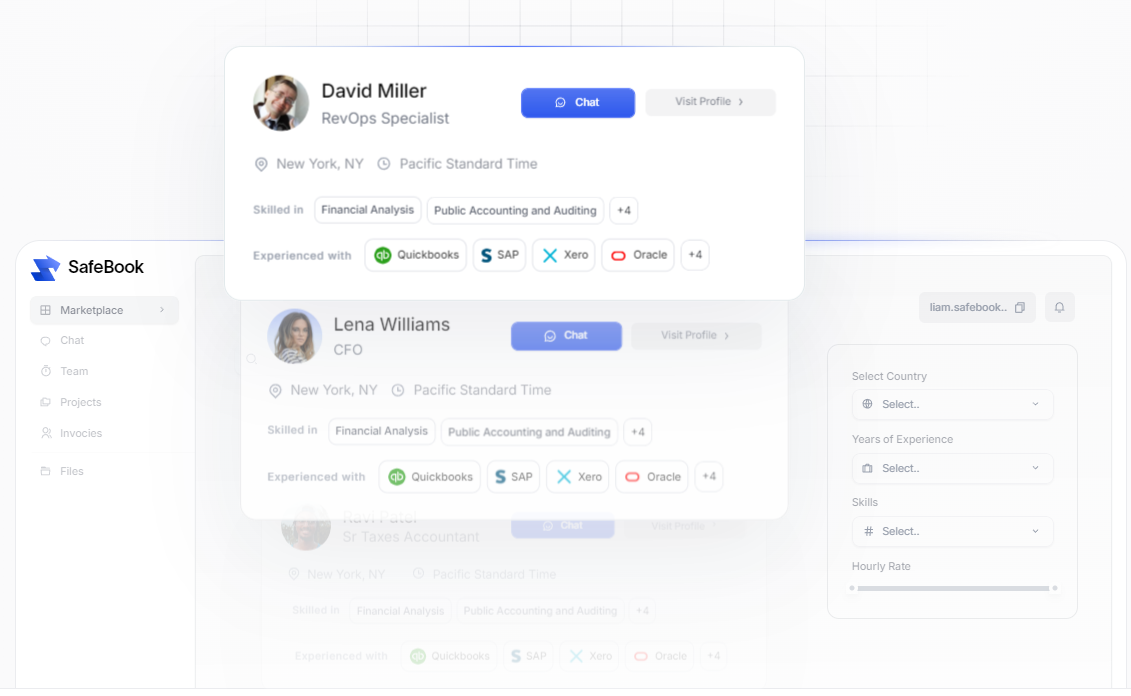 David Miller
RevOps Specialist
Chat
Visit Profile
New York, NY Pacific Standard Time
Skilled in Financial Analysis Public Accounting and Auditing +4
Experienced with Quickbooks SAP Xero Oracle +4
SafeBook
Marketplace
Chat
Team
Projects
Invocies
Files
Lena Williams
CFO
Chat
Visit Profile
New York, NY Pacific Standard Time
Skilled in Financial Analysis Public Accounting and Auditing +4
Experienced with Quickbooks SAP Xero Oracle +4
Ravi Patel
Sr Taxes Accountant
Chat
Visit Profile
New York, NY Pacific Standard Time
Skilled in Financial Analysis Public Accounting and Auditing +4
Experienced with Quickbooks SAP Xero Oracle +4
liam.safebook..
Select Country
Select..
Years of Experience
Select..
Skills
# Select..
Hourly Rate